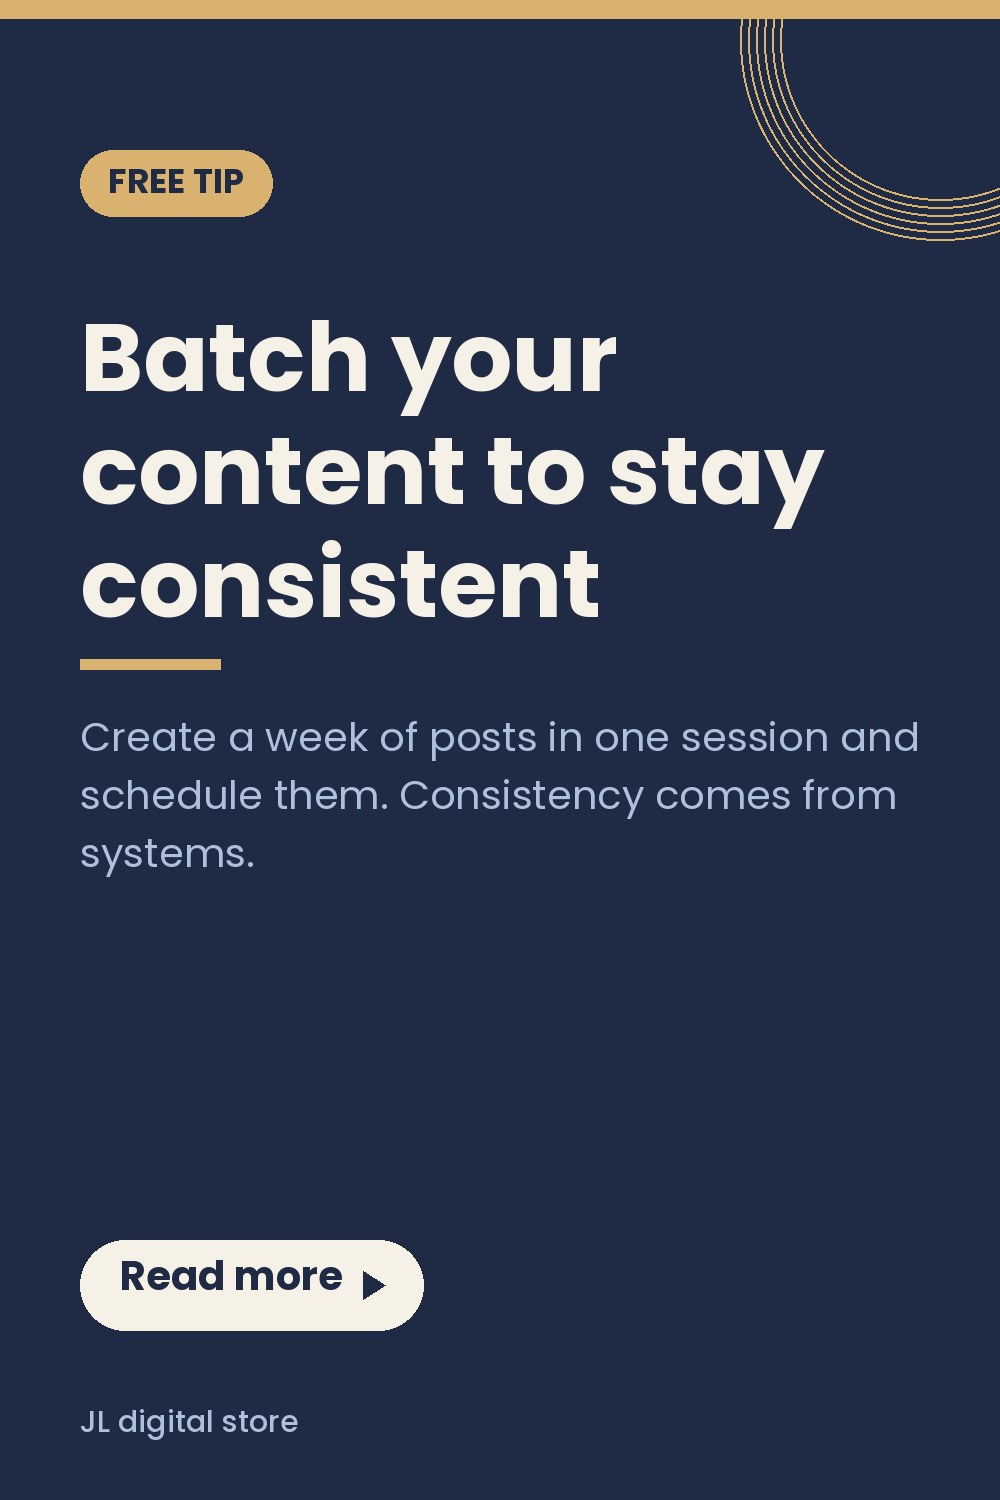 FREE TIP
Batch your
content to stay
consistent
Create a week of posts in one session and
schedule them. Consistency comes from
systems.
Read more
JL digital store